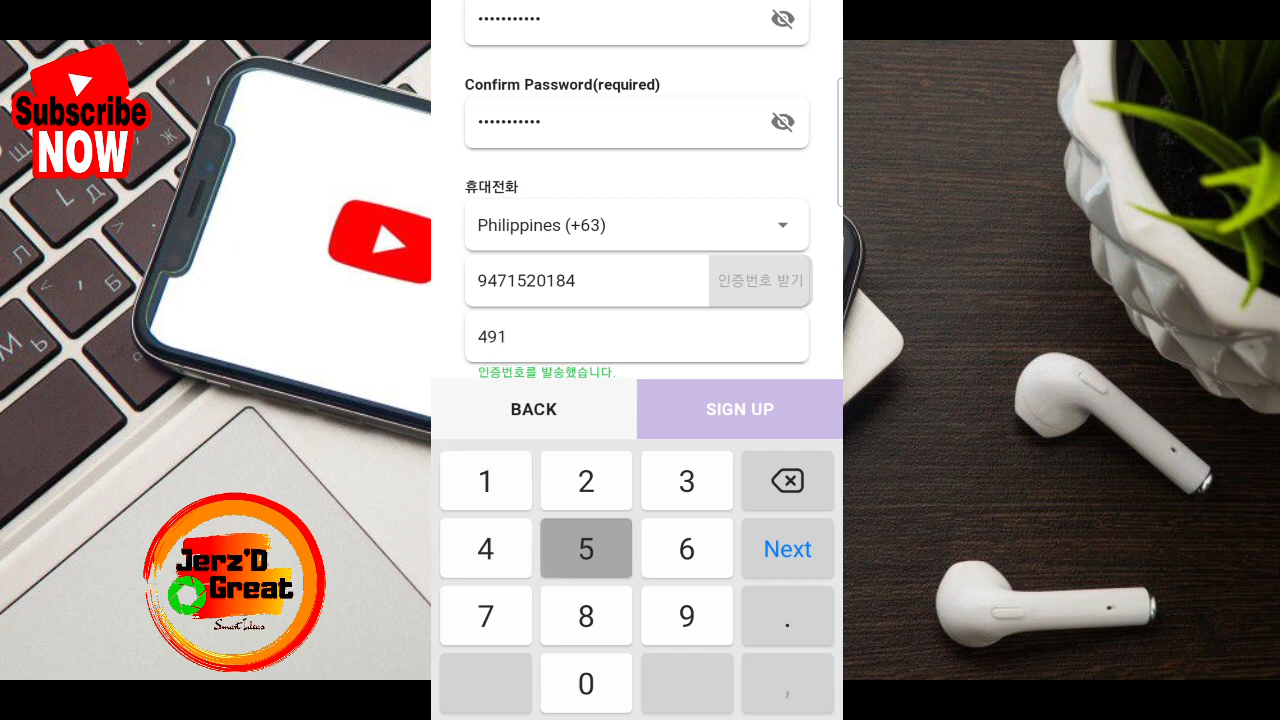 Subscribe
NOW
Jerz'D
Great
Smart Ideas
•••••••••••
Confirm Password(required)
•••••••••••
휴대전화
Philippines (+63)
9471520184
인증번호 받기
491
인증번호를 발송했습니다.
BACK
SIGN UP
1
2
3
4
5
6
Next
7
8
9
.
0
,
L
Д
Ш
Ж
Л
Б
М
Ь